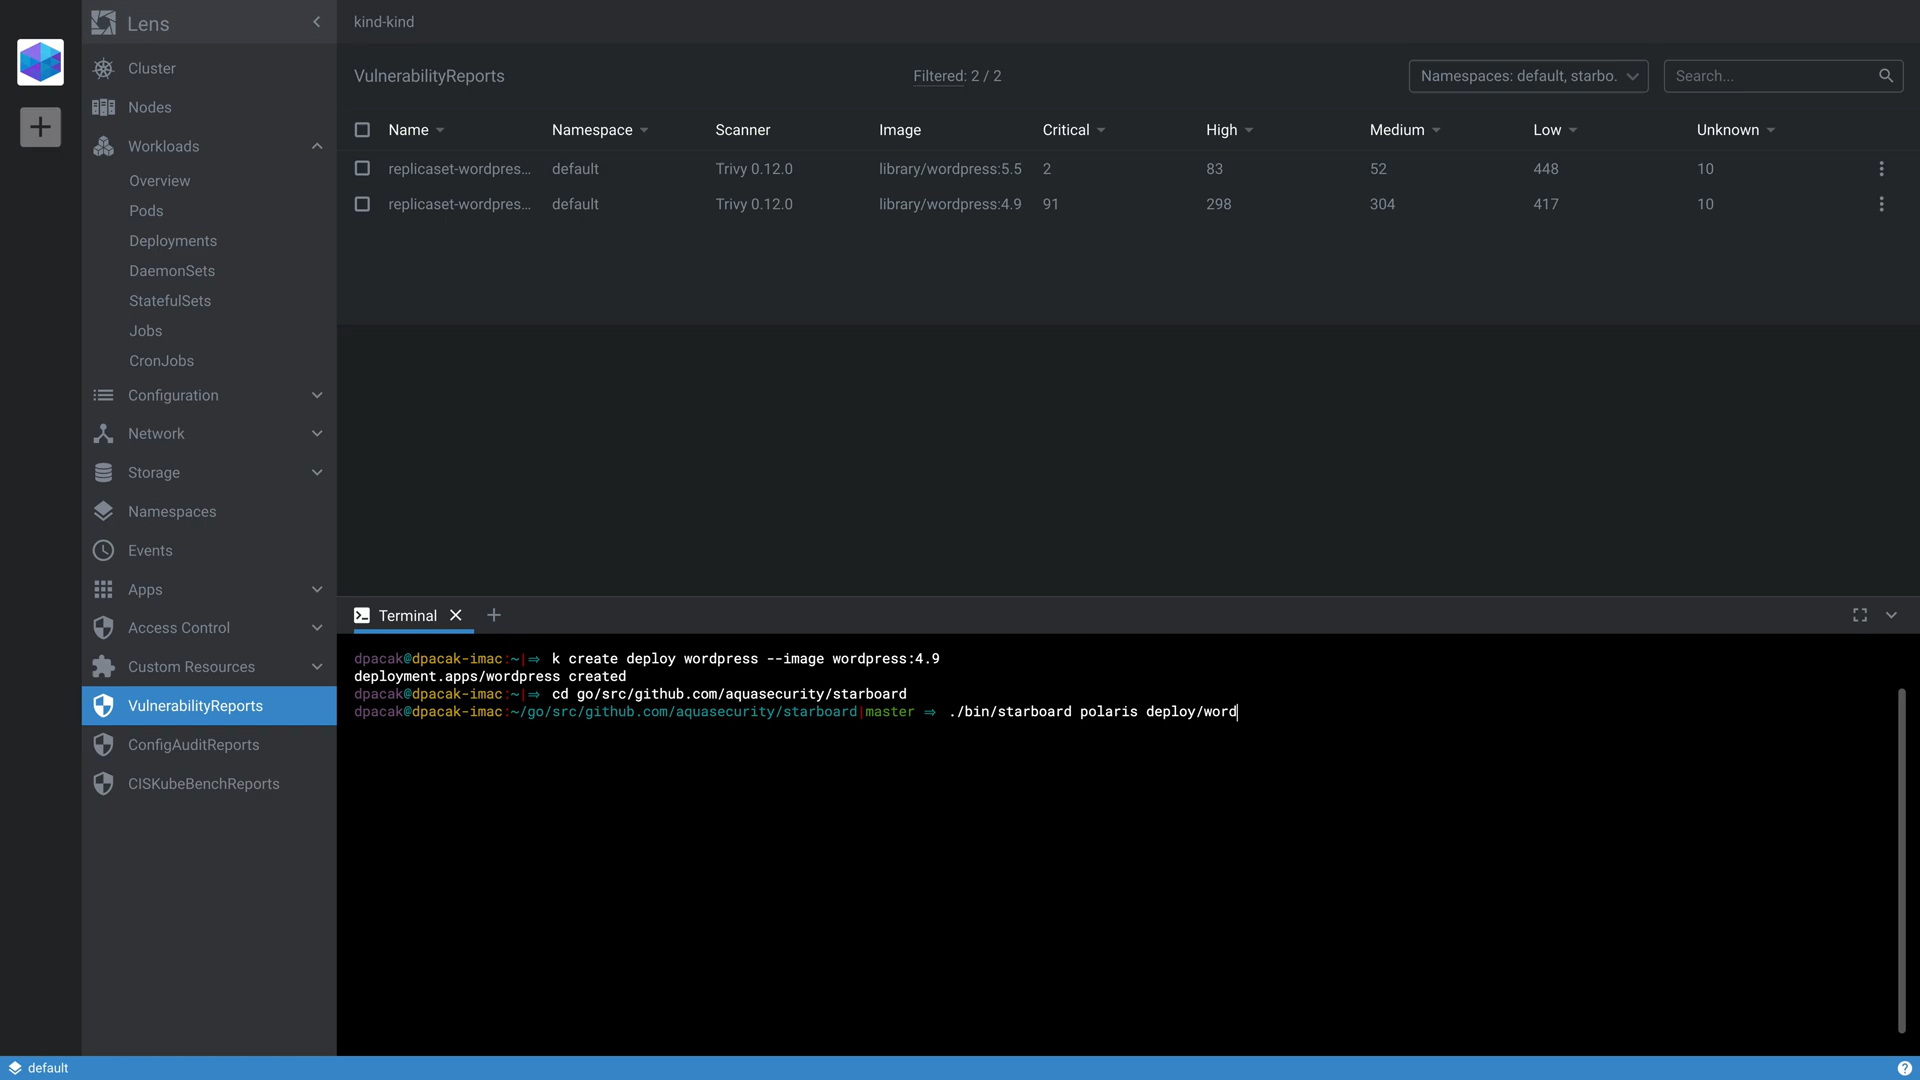 Lens
kind-kind
Cluster
Nodes
Workloads
Overview
Pods
Deployments
DaemonSets
StatefulSets
Jobs
CronJobs
Configuration
Network
Storage
Namespaces
Events
Apps
Access Control
Custom Resources
VulnerabilityReports
ConfigAuditReports
CISKubeBenchReports
VulnerabilityReports Filtered: 2 / 2 Namespaces: default, starbo. Search...
Name Namespace Scanner Image Critical High Medium Low Unknown
replicaset-wordpres... default Trivy 0.12.0 library/wordpress:5.5 2 83 52 448 10
replicaset-wordpres... default Trivy 0.12.0 library/wordpress:4.9 91 298 304 417 10
Terminal
dpacak@dpacak-imac:~|⇒ k create deploy wordpress --image wordpress:4.9
deployment.apps/wordpress created
dpacak@dpacak-imac:~|⇒ cd go/src/github.com/aquasecurity/starboard
dpacak@dpacak-imac:~/go/src/github.com/aquasecurity/starboard|master ⇒ ./bin/starboard polaris deploy/word
default